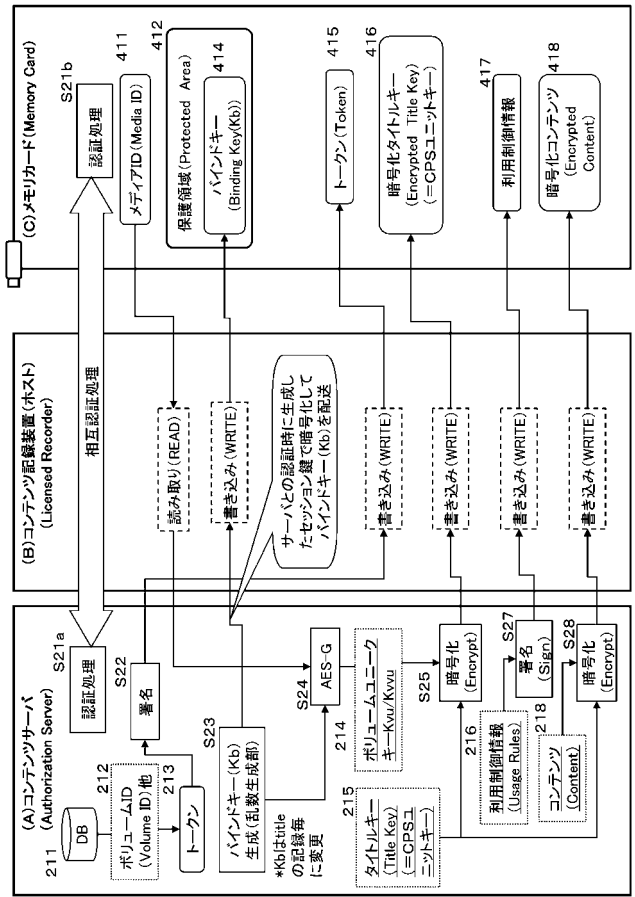 (A)コンテンツサーバ
(Authorization Server)
(B)コンテンツ記録装置(ホスト)
(Licensed Recorder)
(C)メモリカード(Memory Card)
S21a
認証処理
相互認証処理
S21b
認証処理
211
DB
212
ボリュームID
(Volume ID)他
213
トークン
S22
署名
411
メディアID(Media ID)
読み取り(READ)
412
保護領域(Protected Area)
414
バインドキー
(Binding Key(Kb))
S23
バインドキー(Kb)
生成(乱数生成部)
*Kbはtitle
の記録毎
に変更
書き込み(WRITE)
サーバとの認証時に生成し
たセッション鍵で暗号化して
バインドキー(Kb)を配送
S24
AES-G
214
ボリュームユニーク
キーKvu/Kvvu
書き込み(WRITE)
415
トークン(Token)
215
タイトルキー
(Title Key)
(=CPSユ
ニットキー)
S25
暗号化
(Encrypt)
書き込み(WRITE)
416
暗号化タイトルキー
(Encrypted Title Key)
(=CPSユニットキー)
216
利用制御情報
(Usage Rules)
S27
署名
(Sign)
書き込み(WRITE)
417
利用制御情報
218
コンテンツ
(Content)
S28
暗号化
(Encrypt)
書き込み(WRITE)
418
暗号化コンテンツ
(Encrypted
Content)